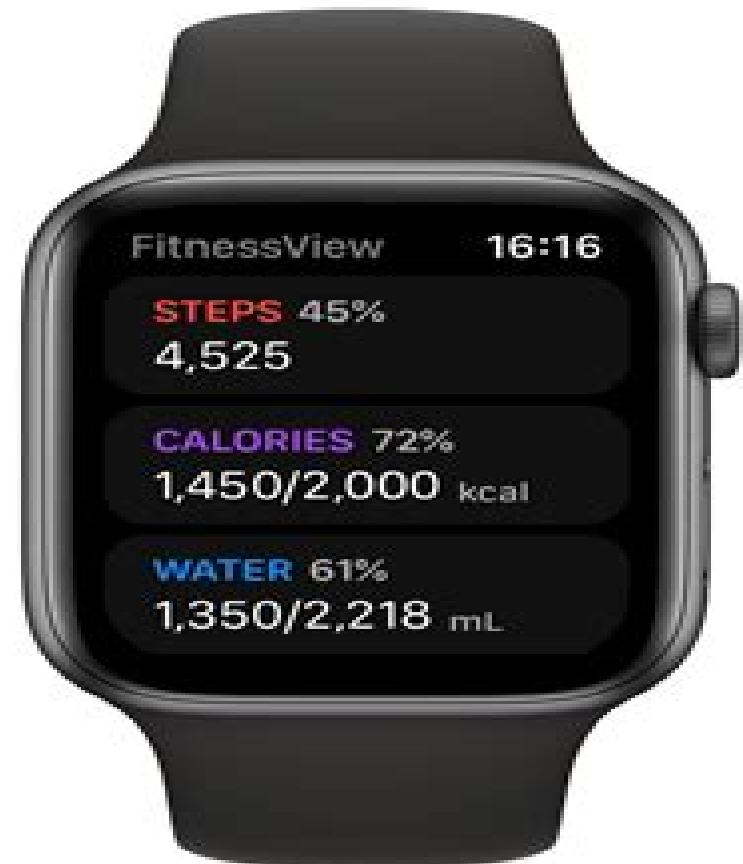 FitnessView 16:16
STEPS 45%
4,525
CALORIES 72%
1,450/2,000 kcal
WATER 61%
1,350/2,218 mL